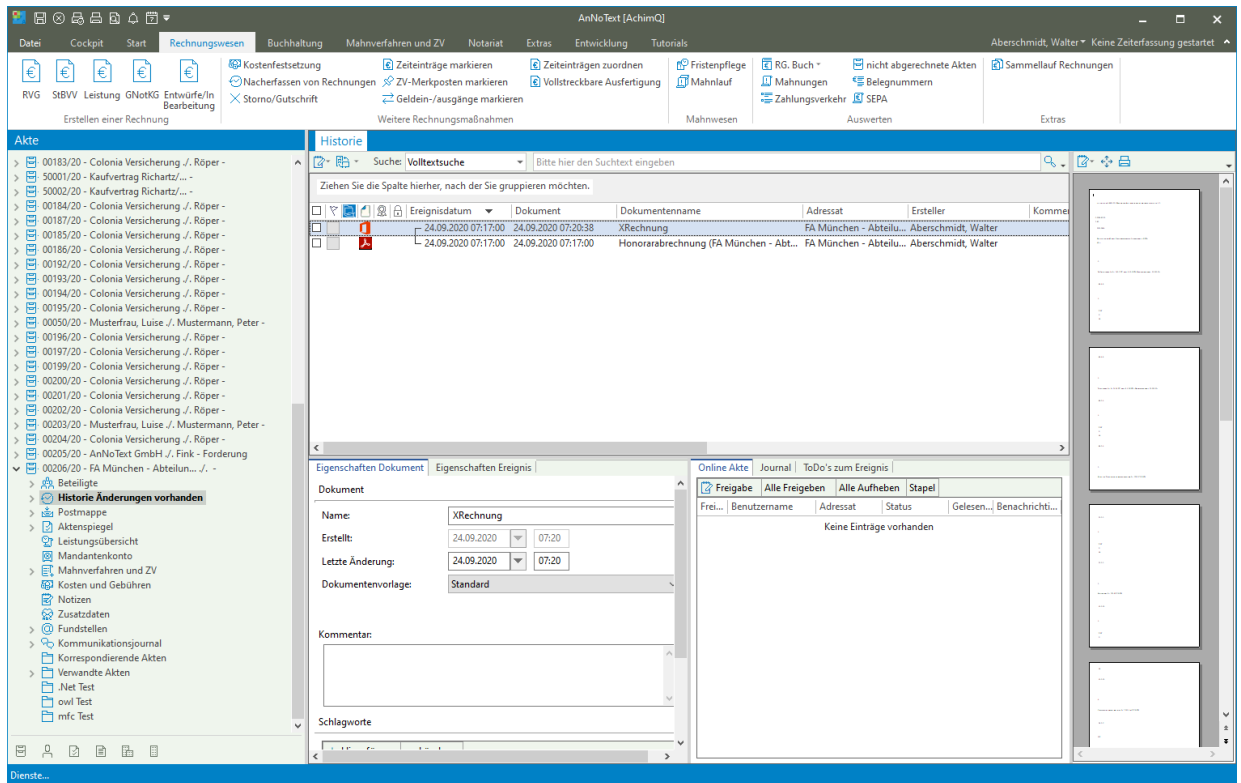 AnNoText [AchimQ]
Datei Cockpit Start Rechnungswesen Buchhaltung Mahnverfahren und ZV Notariat Extras Entwicklung Tutorials Aberschmidt, Walter Keine Zeiterfassung gestartet
RVG StBVV Leistung GNotKG Entwürfe/In Bearbeitung
Erstellen einer Rechnung
Kostenfestsetzung Zeiteinträge markieren Zeiteinträgen zuordnen
Nacherfassen von Rechnungen ZV-Merkposten markieren Vollstreckbare Ausfertigung
Storno/Gutschrift Geldein-/ausgänge markieren
Weitere Rechnungsmaßnahmen
Fristenpflege
Mahnlauf
Mahnwesen
RG. Buch nicht abgerechnete Akten
Mahnungen Belegnummern
Zahlungsverkehr SEPA
Auswerten
Sammellauf Rechnungen
Extras
Akte
00183/20 - Colonia Versicherung ./. Röper -
50001/20 - Kaufvertrag Richartz/... -
50002/20 - Kaufvertrag Richartz/... -
00184/20 - Colonia Versicherung ./. Röper -
00187/20 - Colonia Versicherung ./. Röper -
00185/20 - Colonia Versicherung ./. Röper -
00186/20 - Colonia Versicherung ./. Röper -
00192/20 - Colonia Versicherung ./. Röper -
00193/20 - Colonia Versicherung ./. Röper -
00194/20 - Colonia Versicherung ./. Röper -
00195/20 - Colonia Versicherung ./. Röper -
00050/20 - Musterfrau, Luise ./. Mustermann, Peter -
00196/20 - Colonia Versicherung ./. Röper -
00197/20 - Colonia Versicherung ./. Röper -
00199/20 - Colonia Versicherung ./. Röper -
00200/20 - Colonia Versicherung ./. Röper -
00201/20 - Colonia Versicherung ./. Röper -
00202/20 - Colonia Versicherung ./. Röper -
00203/20 - Musterfrau, Luise ./. Mustermann, Peter -
00204/20 - Colonia Versicherung ./. Röper -
00205/20 - AnNoText GmbH ./. Fink - Forderung
00206/20 - FA München - Abteilun... ./. -
Beteiligte
Historie Änderungen vorhanden
Postmappe
Aktenspiegel
Leistungsübersicht
Mandantenkonto
Mahnverfahren und ZV
Kosten und Gebühren
Notizen
Zusatzdaten
Fundstellen
Kommunikationsjournal
Korrespondierende Akten
Verwandte Akten
.Net Test
owl Test
mfc Test
Historie
Suche: Volltextsuche Bitte hier den Suchtext eingeben
Ziehen Sie die Spalte hierher, nach der Sie gruppieren möchten.
Ereignisdatum Dokument Dokumentenname Adressat Ersteller Komme
24.09.2020 07:17:00 24.09.2020 07:20:38 XRechnung FA München - Abteilu... Aberschmidt, Walter
24.09.2020 07:17:00 24.09.2020 07:17:00 Honorarabrechnung (FA München - Abt... FA München - Abteilu... Aberschmidt, Walter
Eigenschaften Dokument Eigenschaften Ereignis
Dokument
Name: XRechnung
Erstellt: 24.09.2020 07:20
Letzte Änderung: 24.09.2020 07:20
Dokumentenvorlage: Standard
Kommentar:
Schlagworte
Online Akte Journal ToDo's zum Ereignis
Freigabe Alle Freigeben Alle Aufheben Stapel
Frei... Benutzername Adressat Status Gelesen... Benachrichti...
Keine Einträge vorhanden
Dienste...